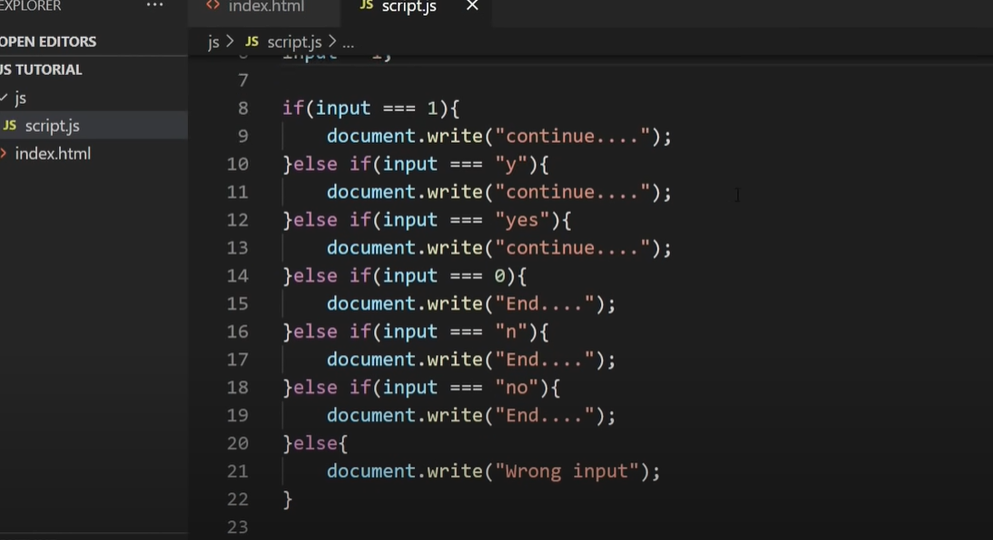 EXPLORER
...
OPEN EDITORS
JS TUTORIAL
js
JS script.js
index.html
<> index.html
JS script.js ×
js > JS script.js > ...
7
8 if(input === 1){
9 document.write("continue....");
10 }else if(input === "y"){
11 document.write("continue....");
12 }else if(input === "yes"){
13 document.write("continue....");
14 }else if(input === 0){
15 document.write("End....");
16 }else if(input === "n"){
17 document.write("End....");
18 }else if(input === "no"){
19 document.write("End....");
20 }else{
21 document.write("Wrong input");
22 }
23